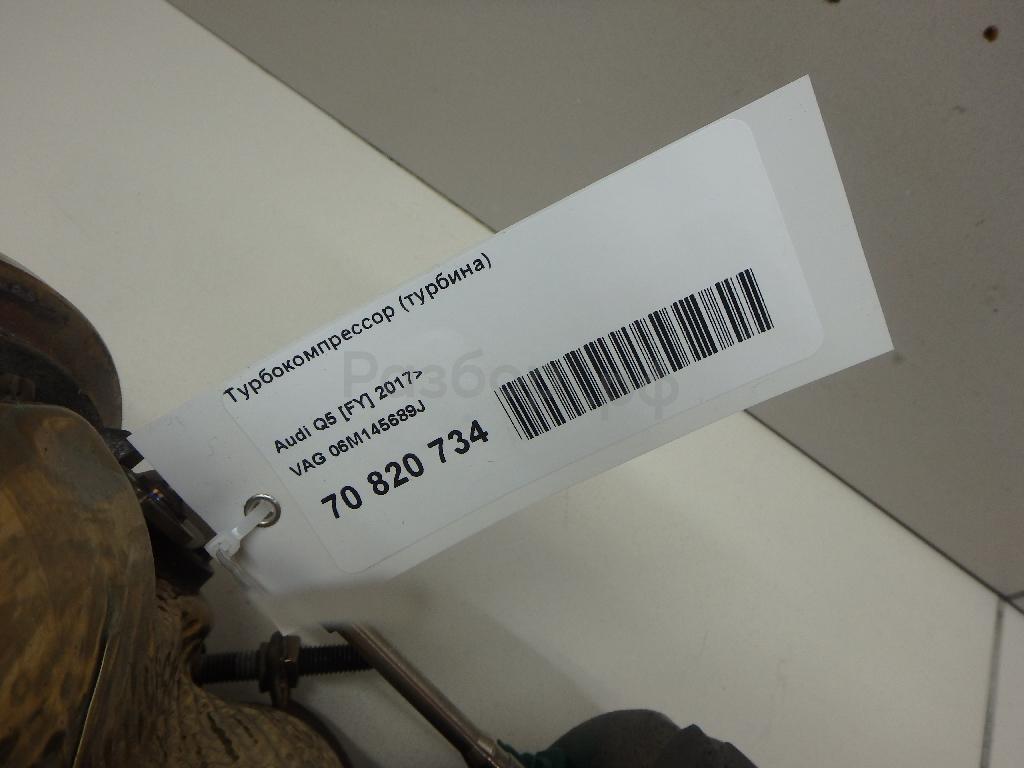 Турбокомпрессор (турбина)
Audi Q5 [FY] 2017>
VAG 06M145689J
70 820 734